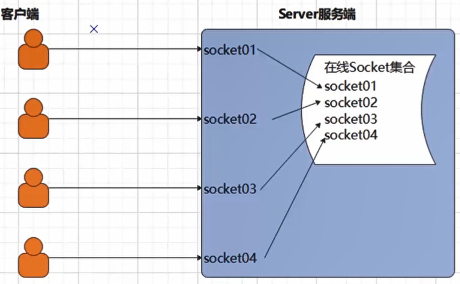 客户端
Server服务端
socket01
socket02
socket03
socket04
在线Socket集合
socket01
socket02
socket03
socket04